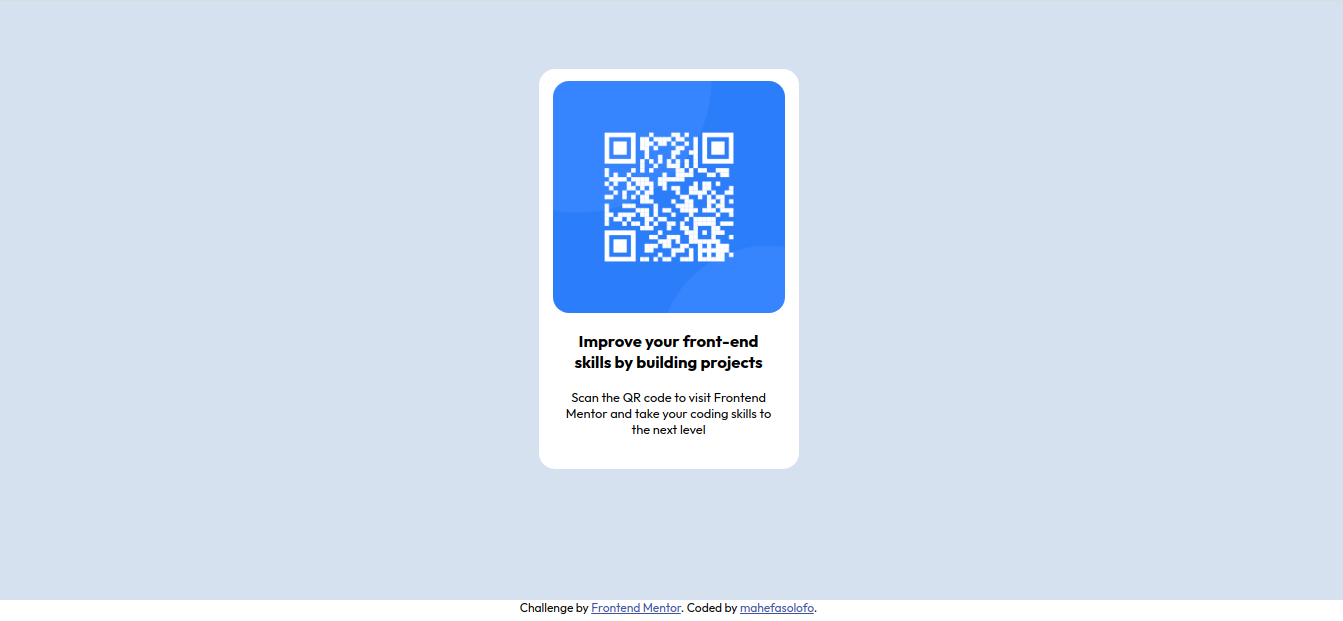 Improve your front-end
skills by building projects
Scan the QR code to visit Frontend
Mentor and take your coding skills to
the next level
Challenge by Frontend Mentor. Coded by mahefasolofo.